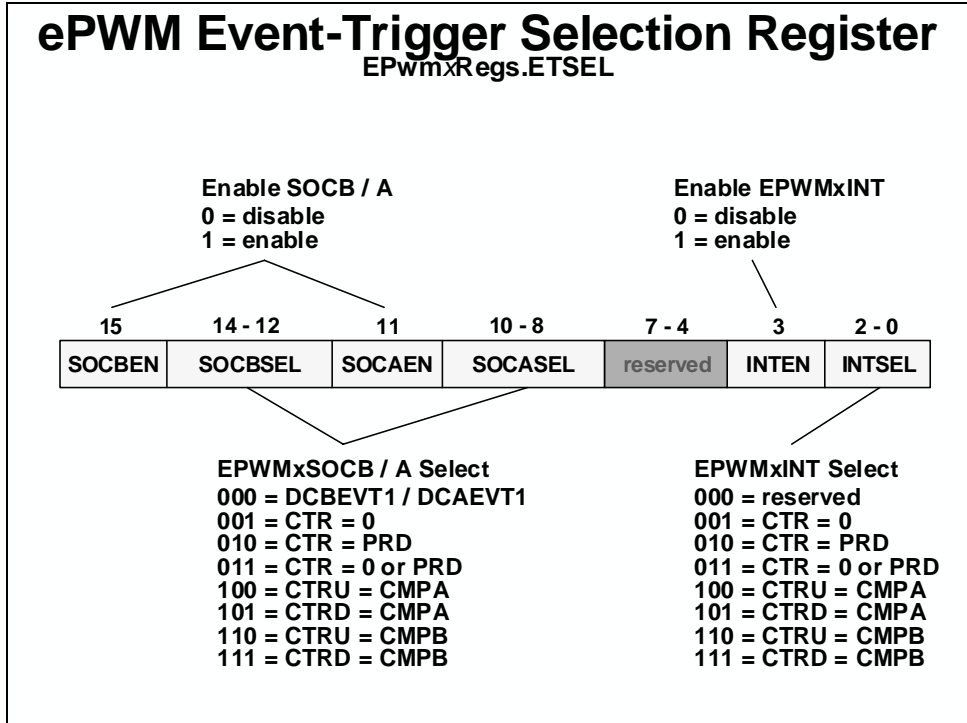 ePWM Event-Trigger Selection Register
EPwmxRegs.ETSEL
Enable SOCB / A
0 = disable
1 = enable
Enable EPWMxINT
0 = disable
1 = enable
15 14 - 12 11 10 - 8 7 - 4 3 2 - 0
SOCBEN SOCBSEL SOCAEN SOCASEL reserved INTEN INTSEL
EPWMxSOCB / A Select
000 = DCBEVT1 / DCAEVT1
001 = CTR = 0
010 = CTR = PRD
011 = CTR = 0 or PRD
100 = CTRU = CMPA
101 = CTRD = CMPA
110 = CTRU = CMPB
111 = CTRD = CMPB
EPWMxINT Select
000 = reserved
001 = CTR = 0
010 = CTR = PRD
011 = CTR = 0 or PRD
100 = CTRU = CMPA
101 = CTRD = CMPA
110 = CTRU = CMPB
111 = CTRD = CMPB